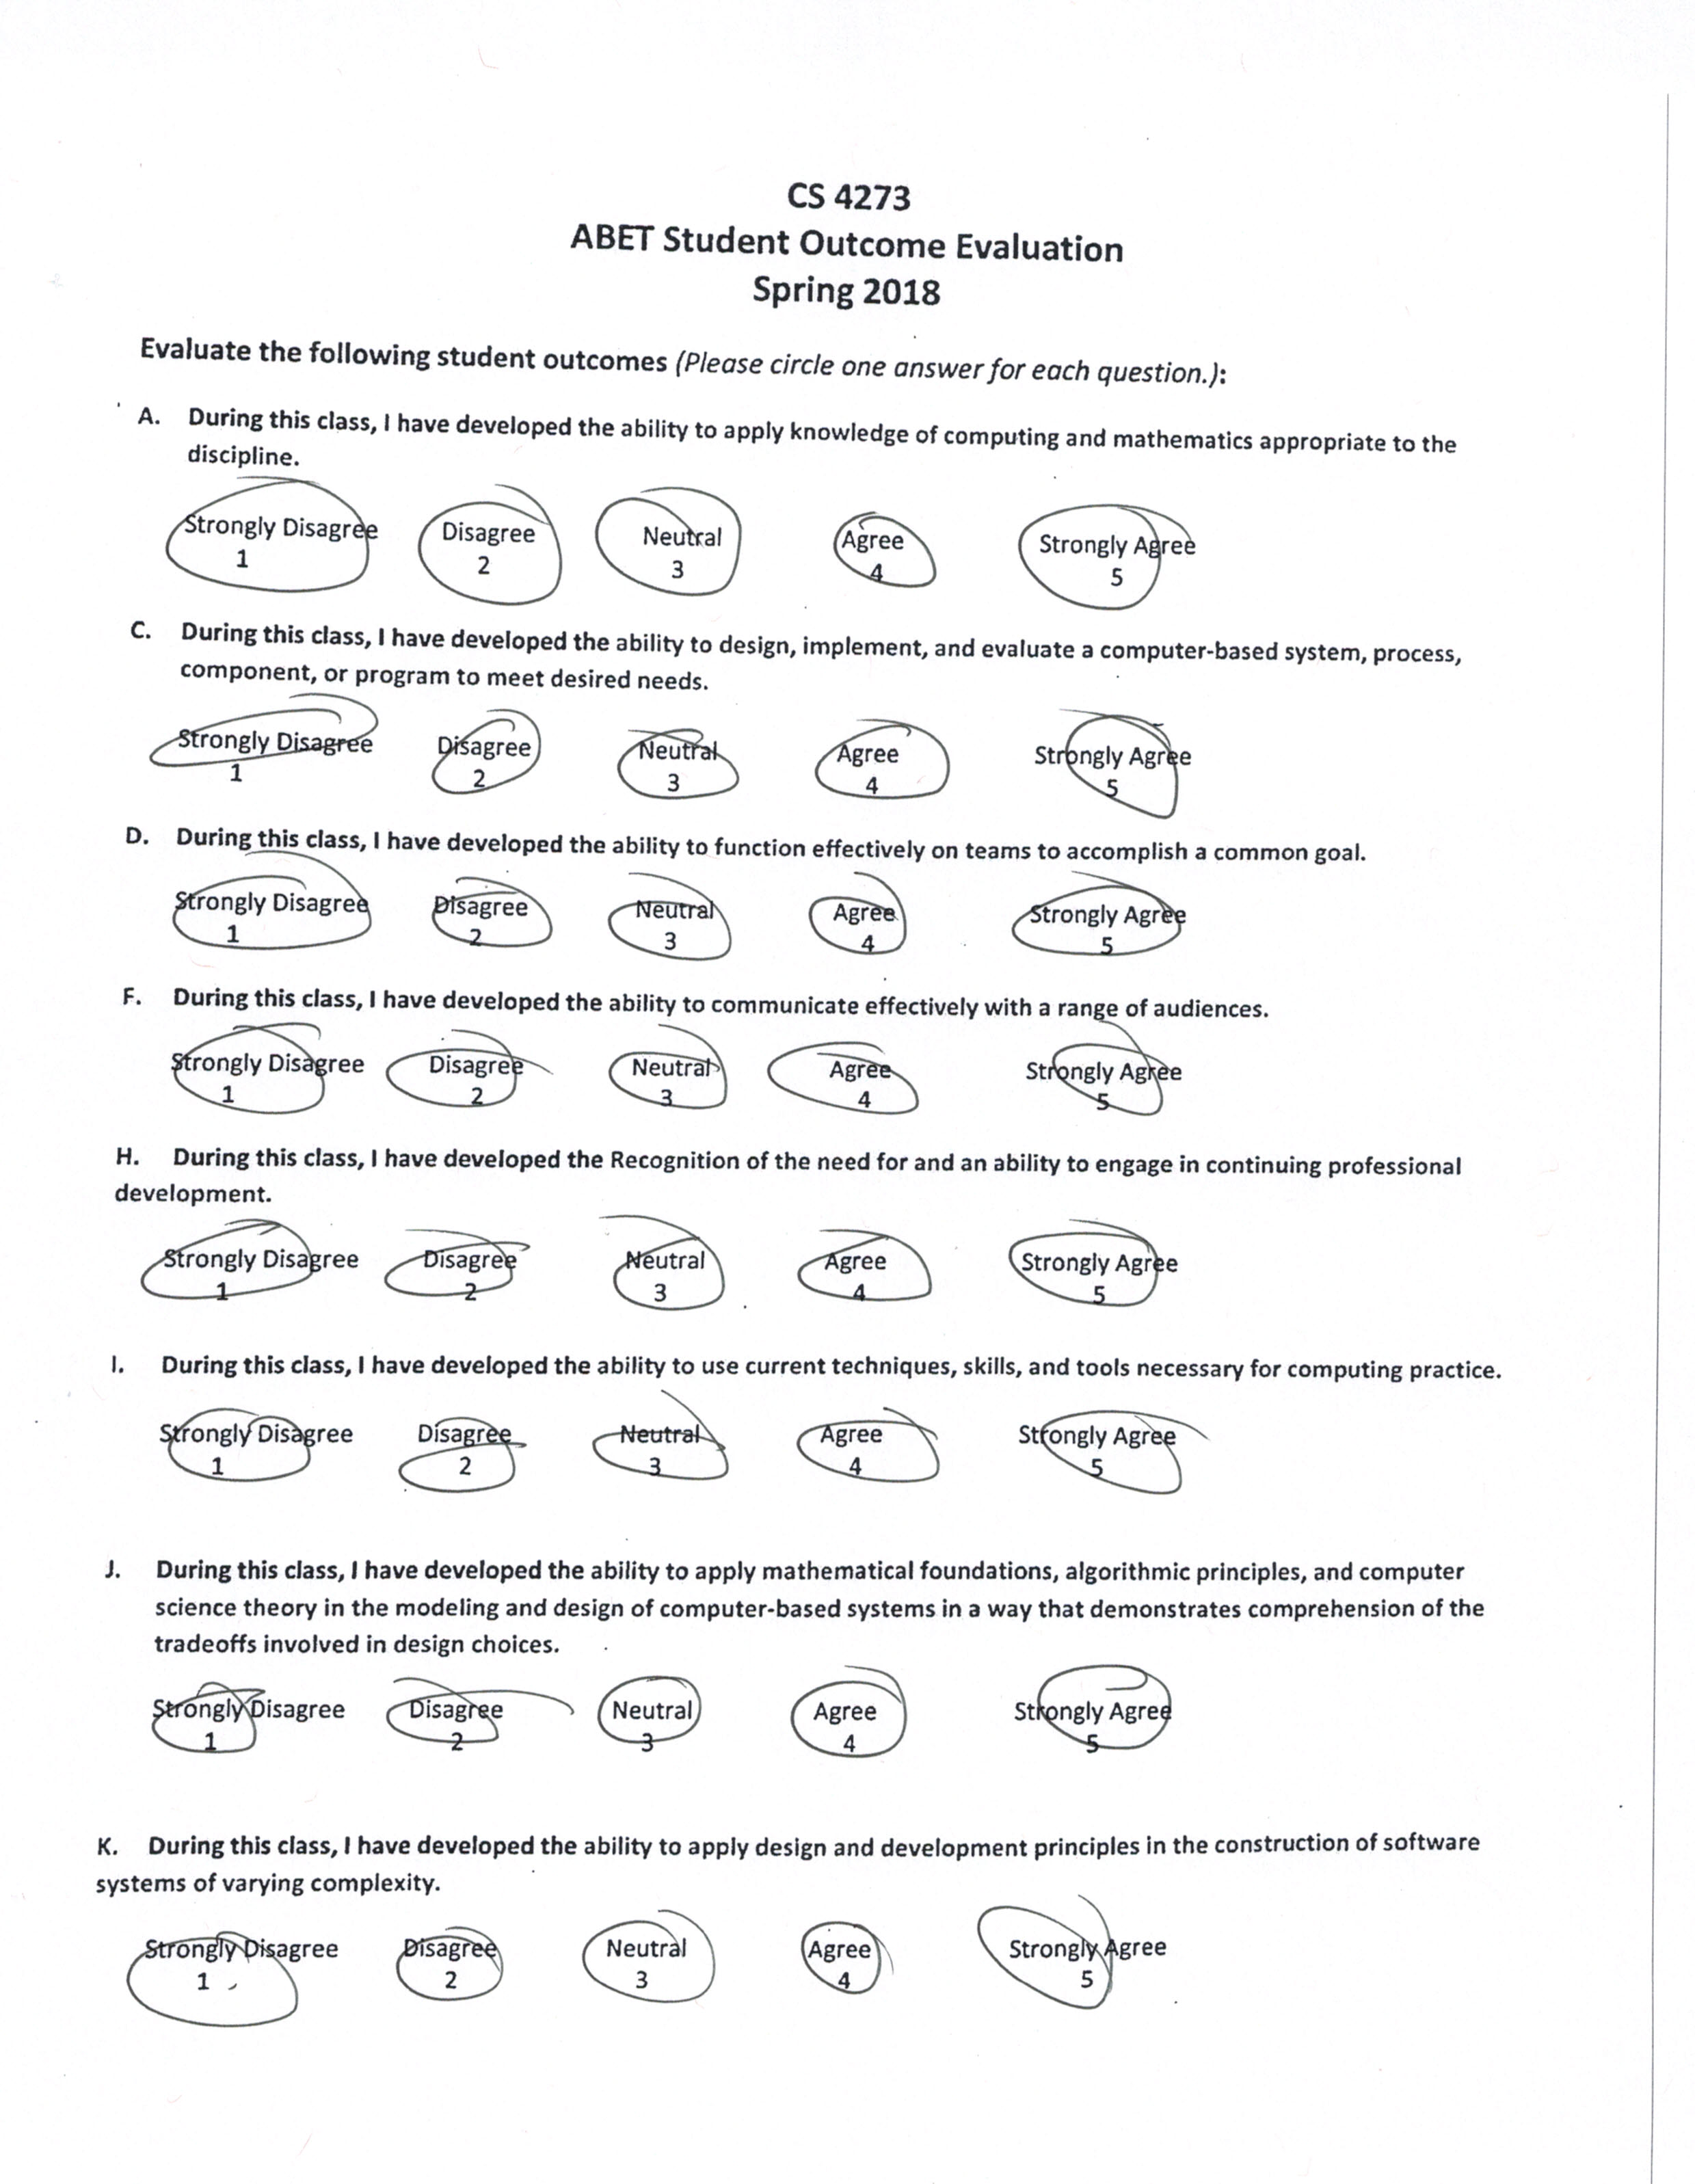 CS 4273
ABET Student Outcome Evaluation
Spring 2018
Evaluate the following student outcomes (Please circle one answer for each question.):
A. During this class, I have developed the ability to apply knowledge of computing and mathematics appropriate to the
discipline.
Strongly Disagree Disagree Neutral Agree Strongly Agree
1 2 3 4 5
C. During this class, I have developed the ability to design, implement, and evaluate a computer-based system, process,
component, or program to meet desired needs.
Strongly Disagree Disagree Neutral Agree Strongly Agree
1 2 3 4 5
D. During this class, I have developed the ability to function effectively on teams to accomplish a common goal.
Strongly Disagree Disagree Neutral Agree Strongly Agree
1 2 3 4 5
F. During this class, I have developed the ability to communicate effectively with a range of audiences.
Strongly Disagree Disagree Neutral Agree Strongly Agree
1 2 3 4 5
H. During this class, I have developed the Recognition of the need for and an ability to engage in continuing professional
development.
Strongly Disagree Disagree Neutral Agree Strongly Agree
1 2 3 4 5
I. During this class, I have developed the ability to use current techniques, skills, and tools necessary for computing practice.
Strongly Disagree Disagree Neutral Agree Strongly Agree
1 2 3 4 5
J. During this class, I have developed the ability to apply mathematical foundations, algorithmic principles, and computer
science theory in the modeling and design of computer-based systems in a way that demonstrates comprehension of the
tradeoffs involved in design choices.
Strongly Disagree Disagree Neutral Agree Strongly Agree
1 2 3 4 5
K. During this class, I have developed the ability to apply design and development principles in the construction of software
systems of varying complexity.
Strongly Disagree Disagree Neutral Agree Strongly Agree
1 2 3 4 5